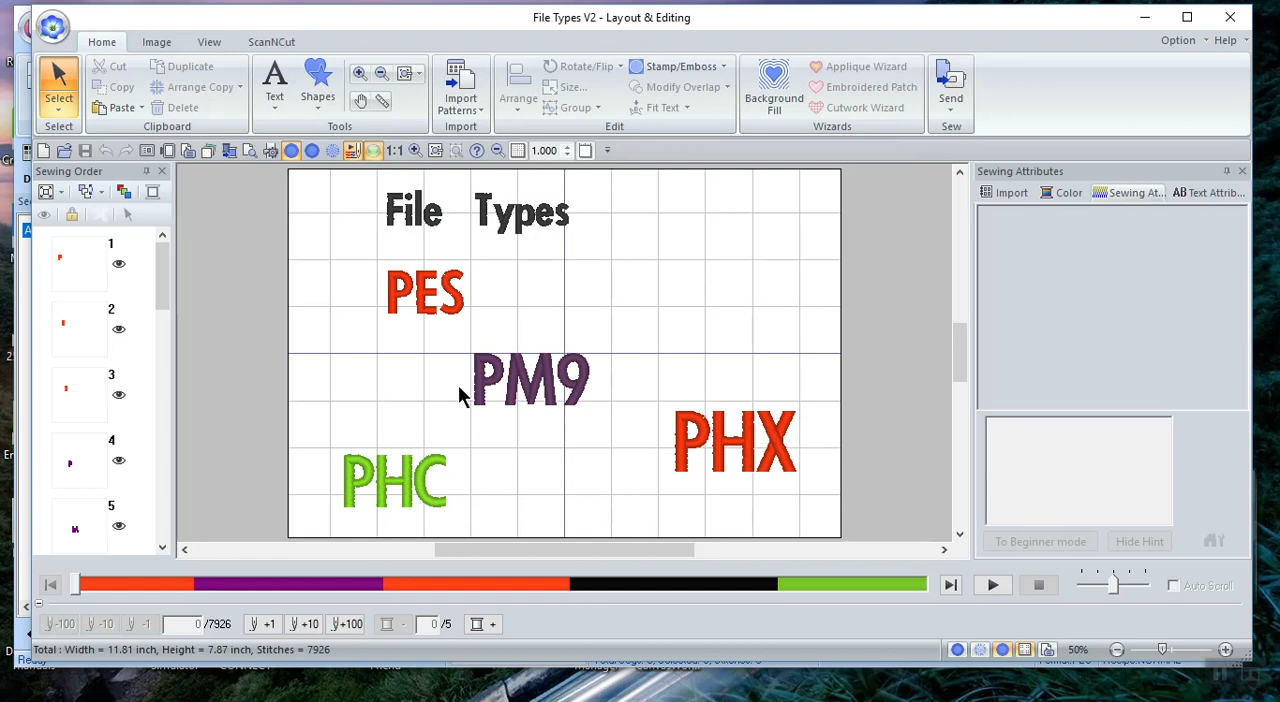 File Types V2 - Layout & Editing
Home Image View ScanNCut
Option Help
Select
Cut
Copy
Paste
Duplicate
Arrange Copy
Delete
Text
Shapes
Import
Patterns
Arrange
Rotate/Flip
Size...
Group
Stamp/Emboss
Modify Overlap
Fit Text
Background
Fill
Applique Wizard
Embroidered Patch
Cutwork Wizard
Send
Select Clipboard Tools Import Edit Wizards Sew
1:1 1.000
Sewing Order
1
2
3
4
5
File Types
PES
PM9
PHX
PHC
Sewing Attributes
Import Color Sewing At... Text Attrib...
To Beginner mode Hide Hint
Auto Scroll
-100 -10 -1 0 /7926 +1 +10 +100 - 0 /5 +
Total : Width = 11.81 inch, Height = 7.87 inch, Stitches = 7926
50%
Ready